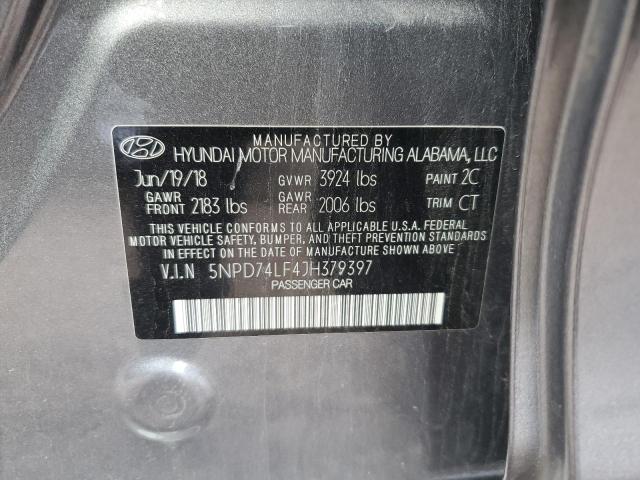 MANUFACTURED BY
HYUNDAI MOTOR MANUFACTURING ALABAMA, LLC
Jun/19/18 GVWR 3924 lbs PAINT 2C
GAWR FRONT 2183 lbs GAWR REAR 2006 lbs TRIM CT
THIS VEHICLE CONFORMS TO ALL APPLICABLE U.S.A. FEDERAL
MOTOR VEHICLE SAFETY, BUMPER, AND THEFT PREVENTION STANDARDS
IN EFFECT ON THE DATE OF MANUFACTURE SHOWN ABOVE.
V.I.N 5NPD74LF4JH379397
PASSENGER CAR